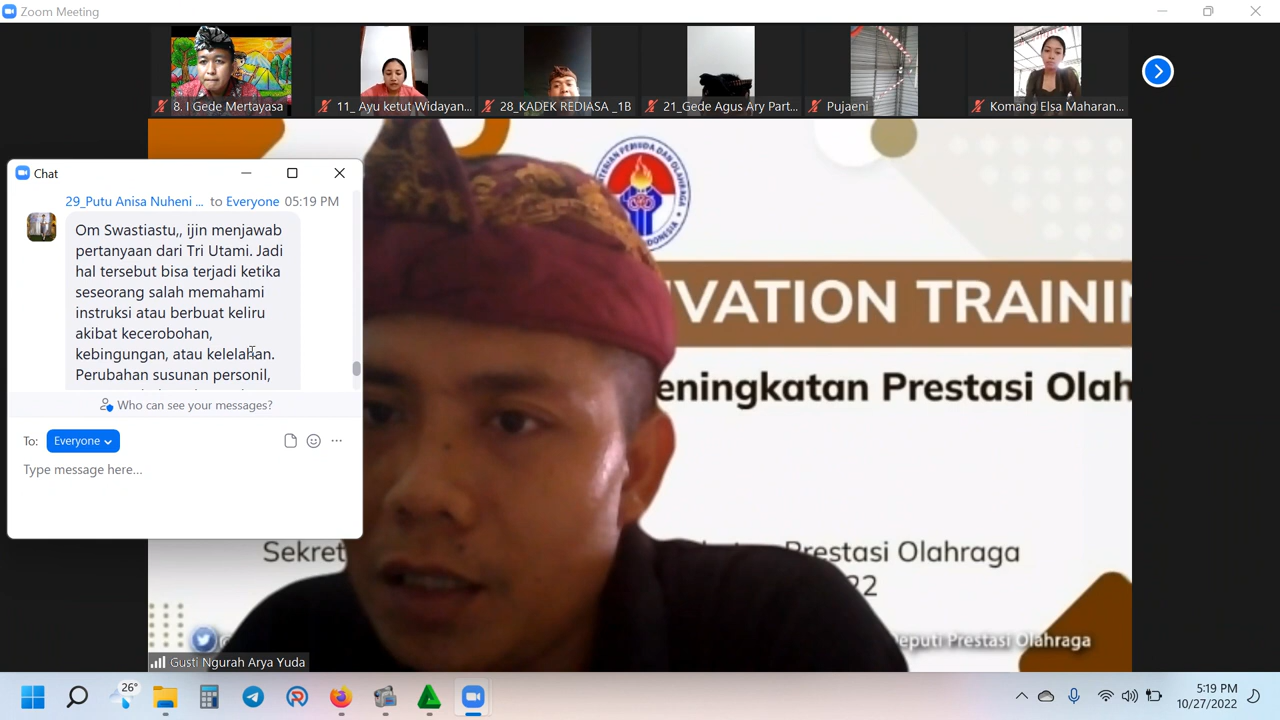 Zoom Meeting
8. I Gede Mertayasa
11_ Ayu ketut Widayan...
28_KADEK REDIASA _1B
21_Gede Agus Ary Part...
Pujaeni
Komang Elsa Maharan...
Chat
29_Putu Anisa Nuheni ... to Everyone 05:19 PM
Om Swastiastu,, ijin menjawab
pertanyaan dari Tri Utami. Jadi
hal tersebut bisa terjadi ketika
seseorang salah memahami
instruksi atau berbuat keliru
akibat kecerobohan,
kebingungan, atau kelelahan.
Perubahan susunan personil,
Who can see your messages?
To: Everyone
Type message here...
IVATION TRAININ
eningkatan Prestasi Olah
Sekret
Prestasi Olahraga
22
eputi Prestasi Olahraga
Gusti Ngurah Arya Yuda
26°
5:19 PM
10/27/2022